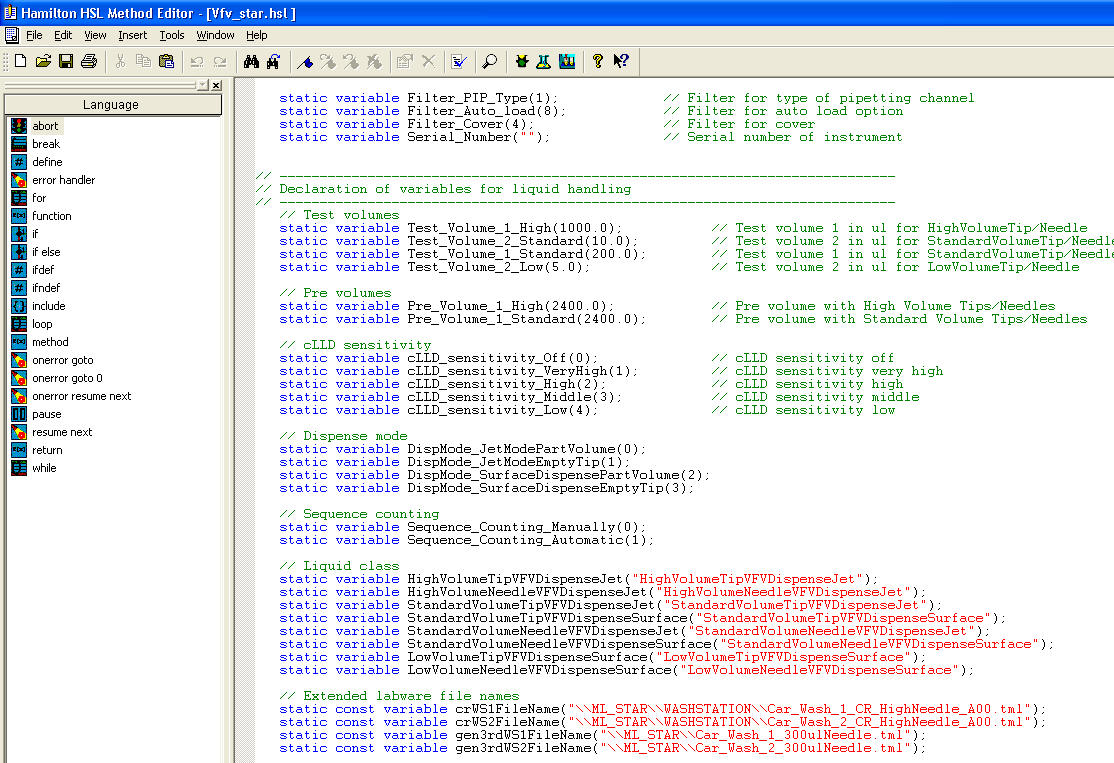 Hamilton HSL Method Editor - [Vfv_star.hsl ]
File Edit View Insert Tools Window Help
Language
abort
break
define
error handler
for
function
if
if else
ifdef
ifndef
include
loop
method
onerror goto
onerror goto 0
onerror resume next
pause
resume next
return
while
static variable Filter_PIP_Type(1); // Filter for type of pipetting channel
static variable Filter_Auto_load(8); // Filter for auto load option
static variable Filter_Cover(4); // Filter for cover
static variable Serial_Number(""); // Serial number of instrument
// -----------------------------------------------------------------------------
// Declaration of variables for liquid handling
// -----------------------------------------------------------------------------
// Test volumes
static variable Test_Volume_1_High(1000.0); // Test volume 1 in ul for HighVolumeTip/Needle
static variable Test_Volume_2_Standard(10.0); // Test volume 2 in ul for StandardVolumeTip/Needle
static variable Test_Volume_1_Standard(200.0); // Test volume 1 in ul for StandardVolumeTip/Needle
static variable Test_Volume_2_Low(5.0); // Test volume 2 in ul for LowVolumeTip/Needle
// Pre volumes
static variable Pre_Volume_1_High(2400.0); // Pre volume with High Volume Tips/Needles
static variable Pre_Volume_1_Standard(2400.0); // Pre volume with Standard Volume Tips/Needles
// cLLD sensitivity
static variable cLLD_sensitivity_Off(0); // cLLD sensitivity off
static variable cLLD_sensitivity_VeryHigh(1); // cLLD sensitivity very high
static variable cLLD_sensitivity_High(2); // cLLD sensitivity high
static variable cLLD_sensitivity_Middle(3); // cLLD sensitivity middle
static variable cLLD_sensitivity_Low(4); // cLLD sensitivity low
// Dispense mode
static variable DispMode_JetModePartVolume(0);
static variable DispMode_JetModeEmptyTip(1);
static variable DispMode_SurfaceDispensePartVolume(2);
static variable DispMode_SurfaceDispenseEmptyTip(3);
// Sequence counting
static variable Sequence_Counting_Manually(0);
static variable Sequence_Counting_Automatic(1);
// Liquid class
static variable HighVolumeTipVFVDispenseJet("HighVolumeTipVFVDispenseJet");
static variable HighVolumeNeedleVFVDispenseJet("HighVolumeNeedleVFVDispenseJet");
static variable StandardVolumeTipVFVDispenseJet("StandardVolumeTipVFVDispenseJet");
static variable StandardVolumeTipVFVDispenseSurface("StandardVolumeTipVFVDispenseSurface");
static variable StandardVolumeNeedleVFVDispenseJet("StandardVolumeNeedleVFVDispenseJet");
static variable StandardVolumeNeedleVFVDispenseSurface("StandardVolumeNeedleVFVDispenseSurface");
static variable LowVolumeTipVFVDispenseSurface("LowVolumeTipVFVDispenseSurface");
static variable LowVolumeNeedleVFVDispenseSurface("LowVolumeNeedleVFVDispenseSurface");
// Extended labware file names
static const variable crWS1FileName("\\ML_STAR\\WASHSTATION\\Car_Wash_1_CR_HighNeedle_A00.tml");
static const variable crWS2FileName("\\ML_STAR\\WASHSTATION\\Car_Wash_2_CR_HighNeedle_A00.tml");
static const variable gen3rdWS1FileName("\\ML_STAR\\Car_Wash_1_300ulNeedle.tml");
static const variable gen3rdWS2FileName("\\ML_STAR\\Car_Wash_2_300ulNeedle.tml");